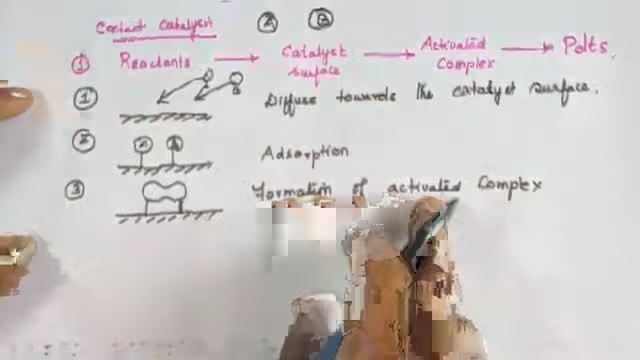 Contact Catalysis
A B
① Reactants → Catalyst surface → Activated Complex → Pdts.
① Diffuse towards the catalyst surface.
② A B Adsorption
③ Formation of activated Complex